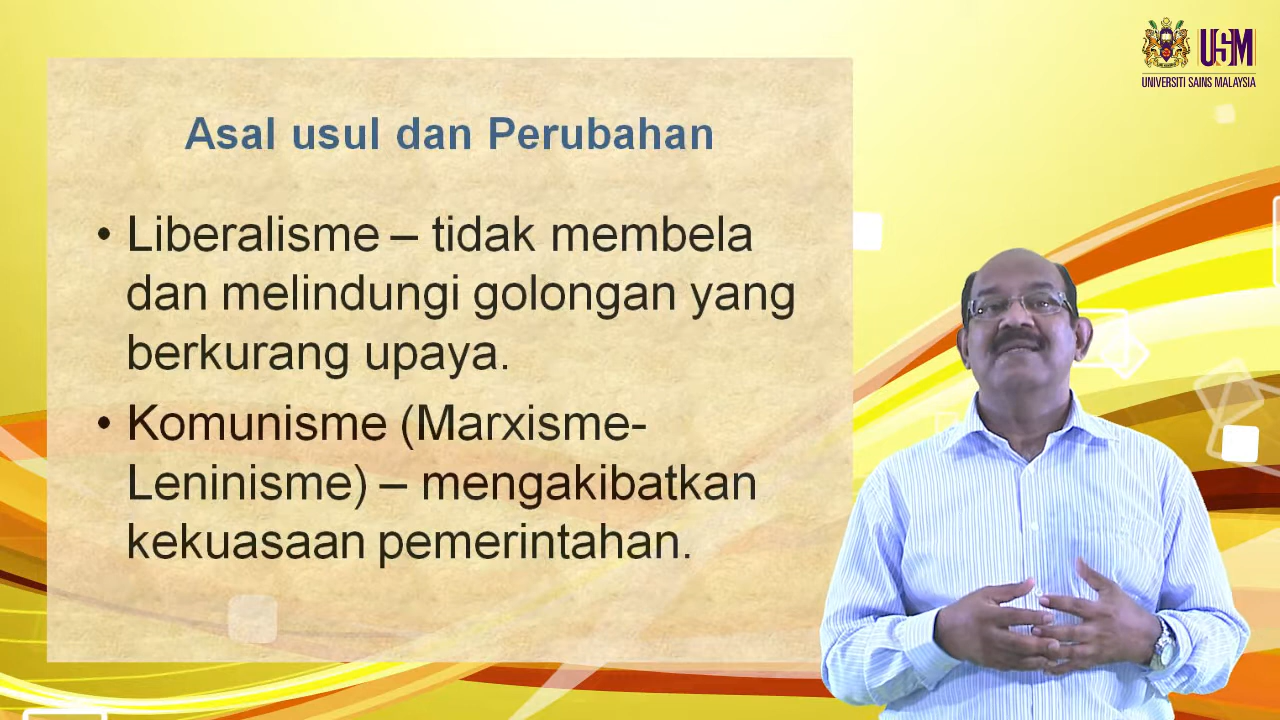 USM
UNIVERSITI SAINS MALAYSIA
Asal usul dan Perubahan
• Liberalisme – tidak membela
dan melindungi golongan yang
berkurang upaya.
• Komunisme (Marxisme-
Leninisme) – mengakibatkan
kekuasaan pemerintahan.